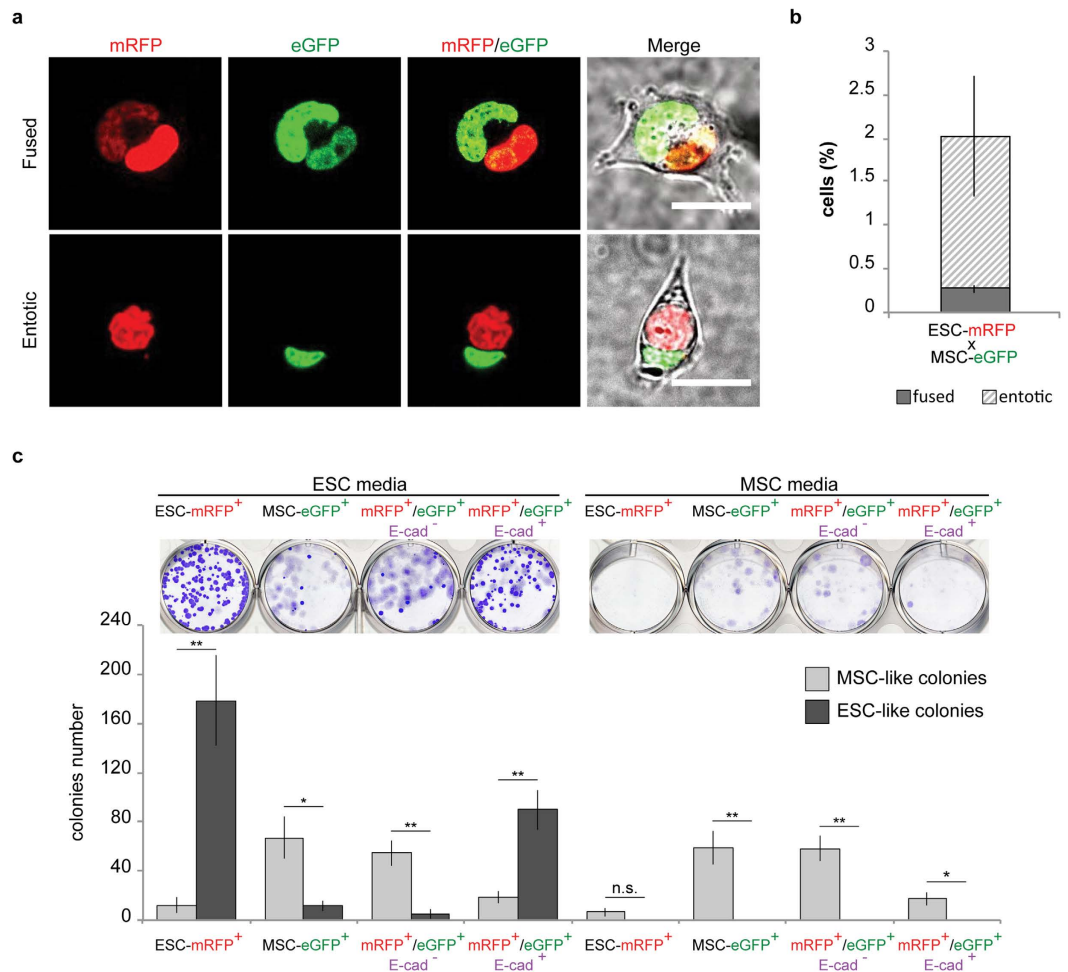 a
mRFP eGFP mRFP/eGFP Merge
Fused
Entotic
b
3
2.5
2
1.5
1
0.5
0
cells (%)
ESC-mRFP
x
MSC-eGFP
fused entotic
c
ESC media MSC media
ESC-mRFP+ MSC-eGFP+ mRFP+/eGFP+ mRFP+/eGFP+ ESC-mRFP+ MSC-eGFP+ mRFP+/eGFP+ mRFP+/eGFP+
E-cad - E-cad + E-cad - E-cad +
240
200
160
120
80
40
0
colonies number
** * ** ** n.s. ** ** *
MSC-like colonies
ESC-like colonies
ESC-mRFP+ MSC-eGFP+ mRFP+/eGFP+ mRFP+/eGFP+ ESC-mRFP+ MSC-eGFP+ mRFP+/eGFP+ mRFP+/eGFP+
E-cad - E-cad + E-cad - E-cad +